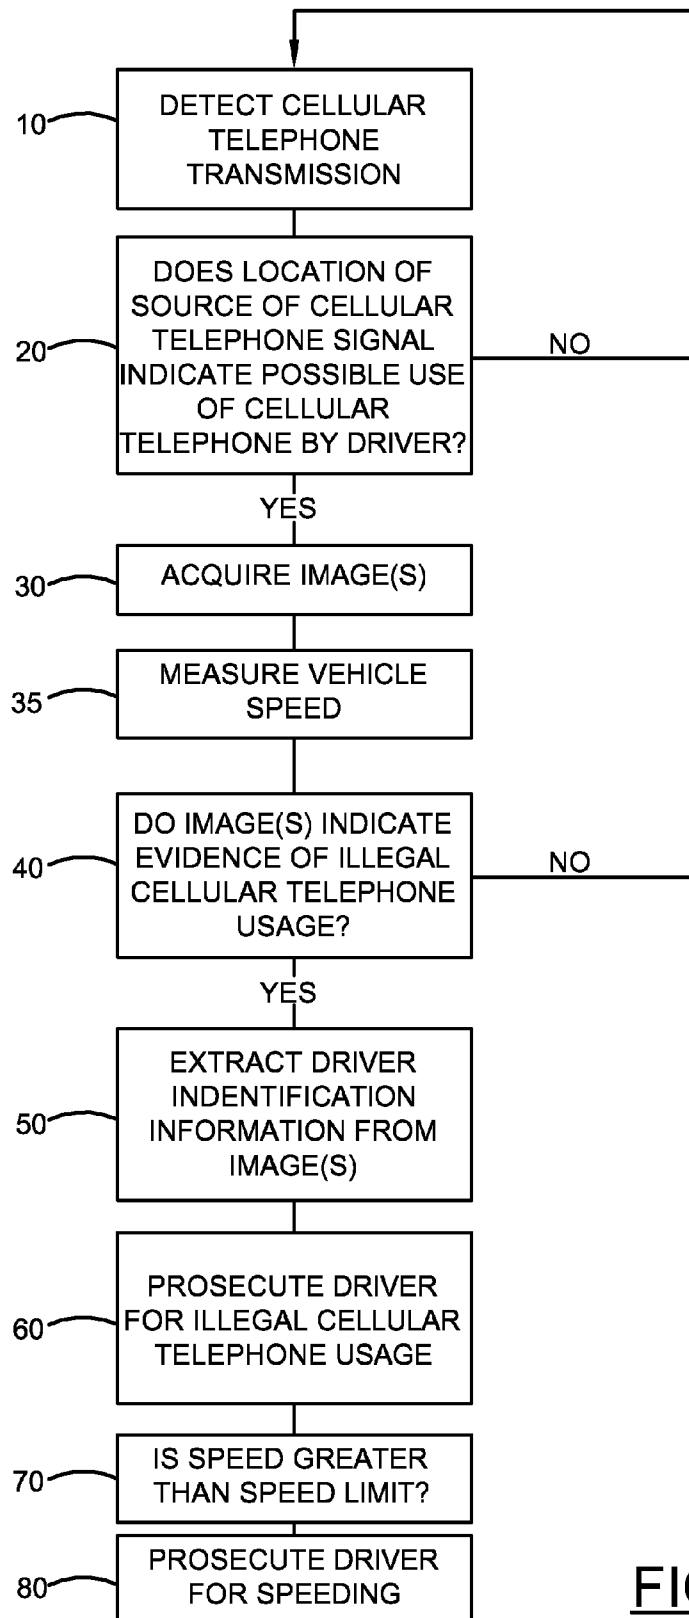 10
DETECT CELLULAR
TELEPHONE
TRANSMISSION
20
DOES LOCATION OF
SOURCE OF CELLULAR
TELEPHONE SIGNAL
INDICATE POSSIBLE USE
OF CELLULAR
TELEPHONE BY DRIVER?
NO
YES
30
ACQUIRE IMAGE(S)
35
MEASURE VEHICLE
SPEED
40
DO IMAGE(S) INDICATE
EVIDENCE OF ILLEGAL
CELLULAR TELEPHONE
USAGE?
NO
YES
50
EXTRACT DRIVER
INDENTIFICATION
INFORMATION FROM
IMAGE(S)
60
PROSECUTE DRIVER
FOR ILLEGAL CELLULAR
TELEPHONE USAGE
70
IS SPEED GREATER
THAN SPEED LIMIT?
80
PROSECUTE DRIVER
FOR SPEEDING